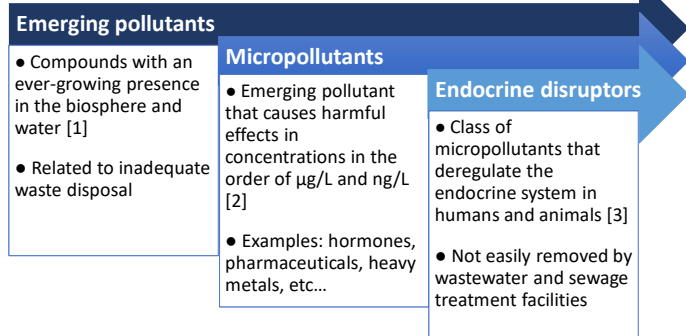 Emerging pollutants
● Compounds with an
ever-growing presence
in the biosphere and
water [1]
● Related to inadequate
waste disposal
Micropollutants
● Emerging pollutant
that causes harmful
effects in
concentrations in the
order of µg/L and ng/L
[2]
● Examples: hormones,
pharmaceuticals, heavy
metals, etc…
Endocrine disruptors
● Class of
micropollutants that
deregulate the
endocrine system in
humans and animals [3]
● Not easily removed by
wastewater and sewage
treatment facilities